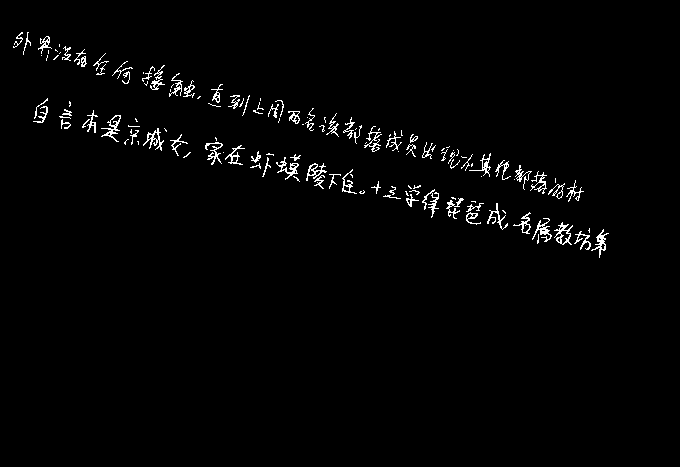 外界没有任何接触，直到上周两名该部落成员出现在其他部落的村
自言本是京城女，家在虾蟆陵下住。十三学得琵琶成，名属教坊第